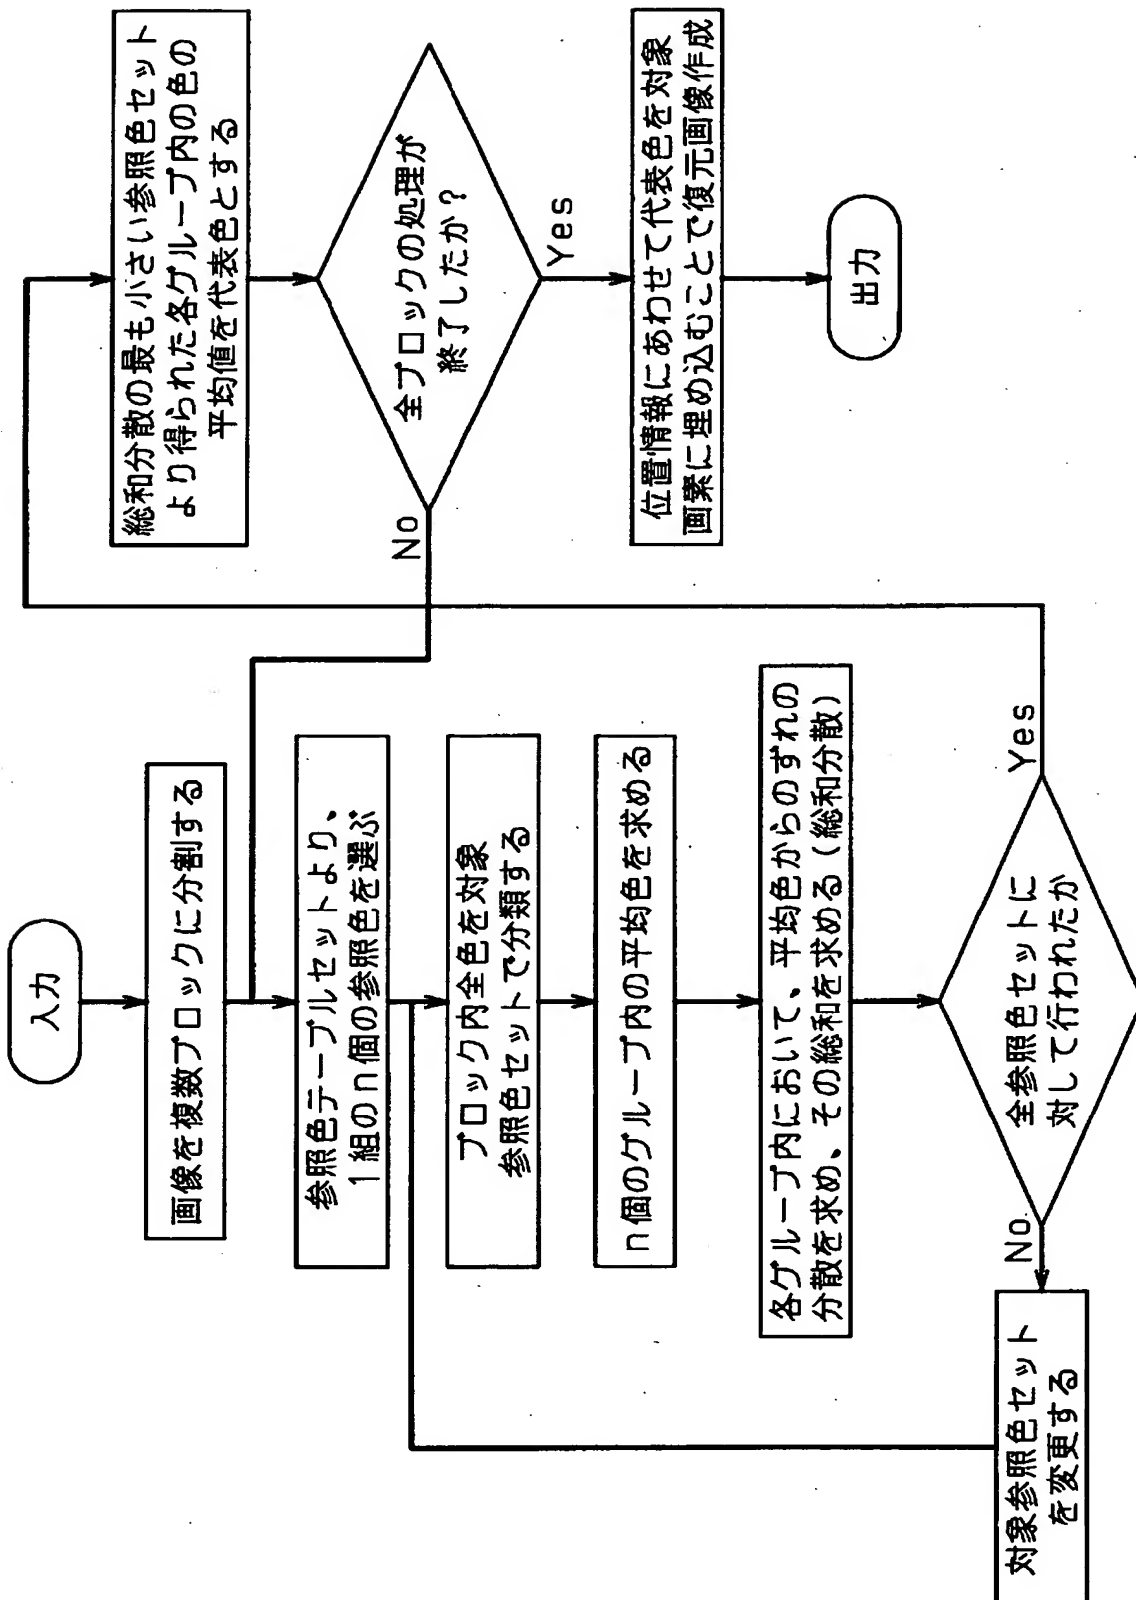 入力
画像を複数ブロックに分割する
参照色テーブルセットより、
1組のn個の参照色を選ぶ
ブロック内全色を対象
参照色セットで分類する
n個のグループ内の平均色を求める
各グループ内において、平均色からのずれの
分散を求め、その総和を求める(総和分散)
全参照色セットに
対して行われたか
No
Yes
対象参照色セット
を変更する
総和分散の最も小さい参照色セット
より得られた各グループ内の色の
平均値を代表色とする
全ブロックの処理が
終了したか?
No
Yes
位置情報にあわせて代表色を対象
画素に埋め込むことで復元画像作成
出力